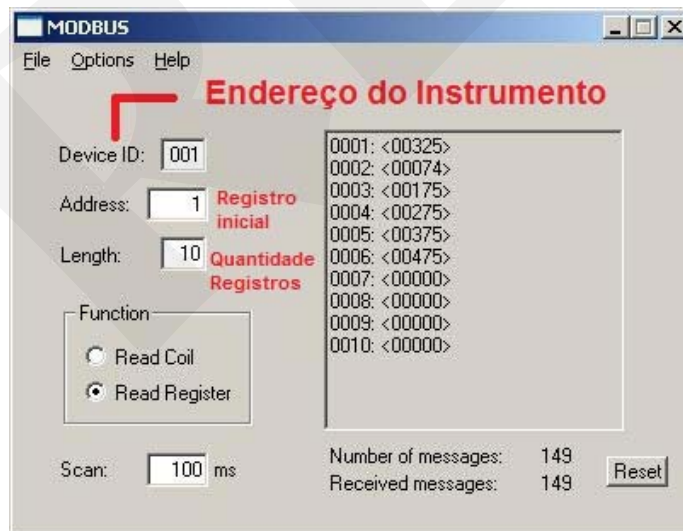 MODBUS
File Options Help
Endereço do Instrumento
Device ID: 001
Address: 1
Registro
inicial
Length: 10
Quantidade
Registros
Function
Read Coil
Read Register
Scan: 100 ms
0001: <00325>
0002: <00074>
0003: <00175>
0004: <00275>
0005: <00375>
0006: <00475>
0007: <00000>
0008: <00000>
0009: <00000>
0010: <00000>
Number of messages: 149
Received messages: 149
Reset